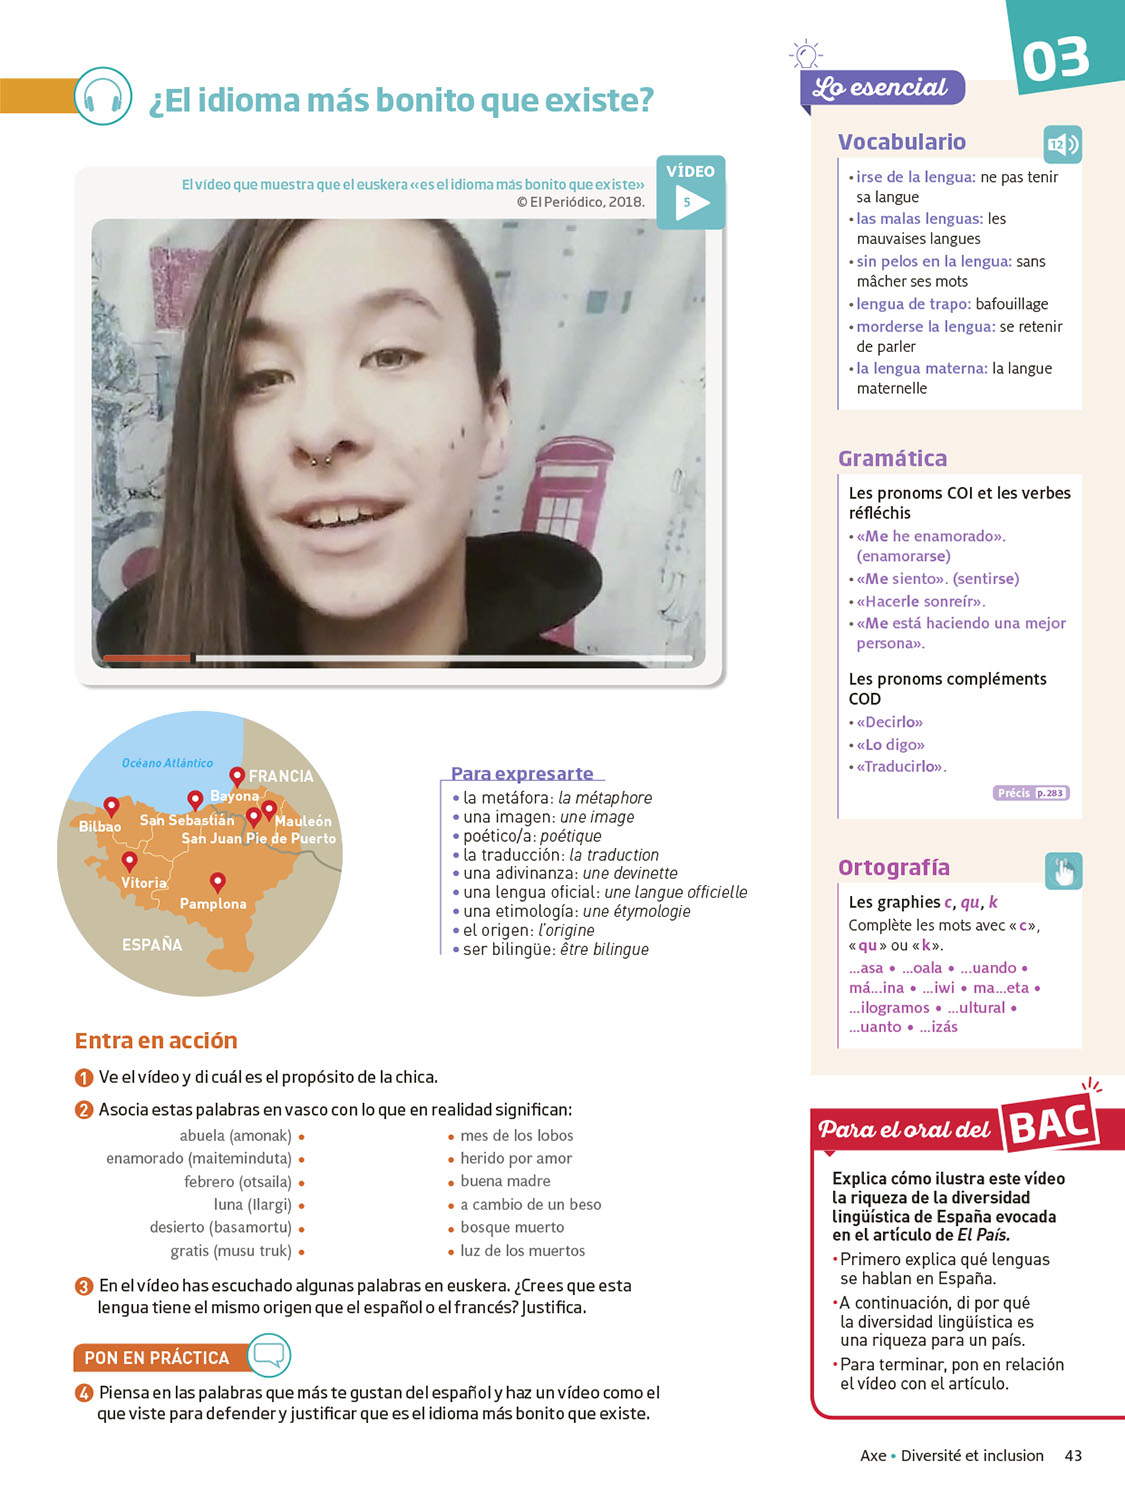 03
¿El idioma más bonito que existe?
VÍDEO
5
El vídeo que muestra que el euskera «es el idioma más bonito que existe»
© El Periódico, 2018.
Océano Atlántico
FRANCIA
Bayona
Bilbao
San Sebastián
Mauleón
San Juan Pie de Puerto
Vitoria
Pamplona
ESPAÑA
Para expresarte
• la metáfora: la métaphore
• una imagen: une image
• poético/a: poétique
• la traducción: la traduction
• una adivinanza: une devinette
• una lengua oficial: une langue officielle
• una etimología: une étymologie
• el origen: l'origine
• ser bilingüe: être bilingue
Entra en acción
1 Ve el vídeo y di cuál es el propósito de la chica.
2 Asocia estas palabras en vasco con lo que en realidad significan:
abuela (amonak) • • mes de los lobos
enamorado (maiteminduta) • • herido por amor
febrero (otsaila) • • buena madre
luna (Ilargi) • • a cambio de un beso
desierto (basamortu) • • bosque muerto
gratis (musu truk) • • luz de los muertos
3 En el vídeo has escuchado algunas palabras en euskera. ¿Crees que esta
lengua tiene el mismo origen que el español o el francés? Justifica.
PON EN PRÁCTICA
4 Piensa en las palabras que más te gustan del español y haz un vídeo como el
que viste para defender y justificar que es el idioma más bonito que existe.
Lo esencial
Vocabulario
12
• irse de la lengua: ne pas tenir
sa langue
• las malas lenguas: les
mauvaises langues
• sin pelos en la lengua: sans
mâcher ses mots
• lengua de trapo: bafouillage
• morderse la lengua: se retenir
de parler
• la lengua materna: la langue
maternelle
Gramática
Les pronoms COI et les verbes
réfléchis
• «Me he enamorado».
(enamorarse)
• «Me siento». (sentirse)
• «Hacerle sonreír».
• «Me está haciendo una mejor
persona».
Les pronoms compléments
COD
• «Decirlo»
• «Lo digo»
• «Traducirlo».
Précis p. 283
Ortografía
Les graphies c, qu, k
Complète les mots avec « c »,
« qu » ou « k ».
...asa • ...oala • ...uando •
má...ina • ...iwi • ma...eta •
...ilogramos • ...ultural •
...uanto • ...izás
Para el oral del BAC
Explica cómo ilustra este vídeo
la riqueza de la diversidad
lingüística de España evocada
en el artículo de El País.
• Primero explica qué lenguas
se hablan en España.
• A continuación, di por qué
la diversidad lingüística es
una riqueza para un país.
• Para terminar, pon en relación
el vídeo con el artículo.
Axe • Diversité et inclusion 43